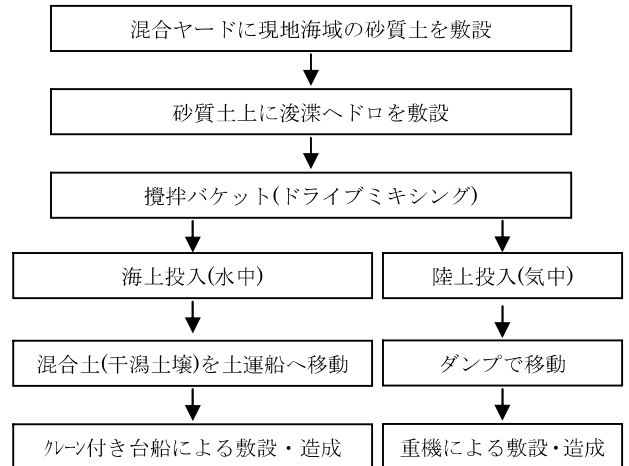 混合ヤードに現地海域の砂質土を敷設
砂質土上に浚渫ヘドロを敷設
攪拌バケット(ドライブミキシング)
海上投入(水中)
陸上投入(気中)
混合土(干潟土壌)を土運船へ移動
ダンプで移動
ｸﾚｰﾝ付き台船による敷設・造成
重機による敷設・造成